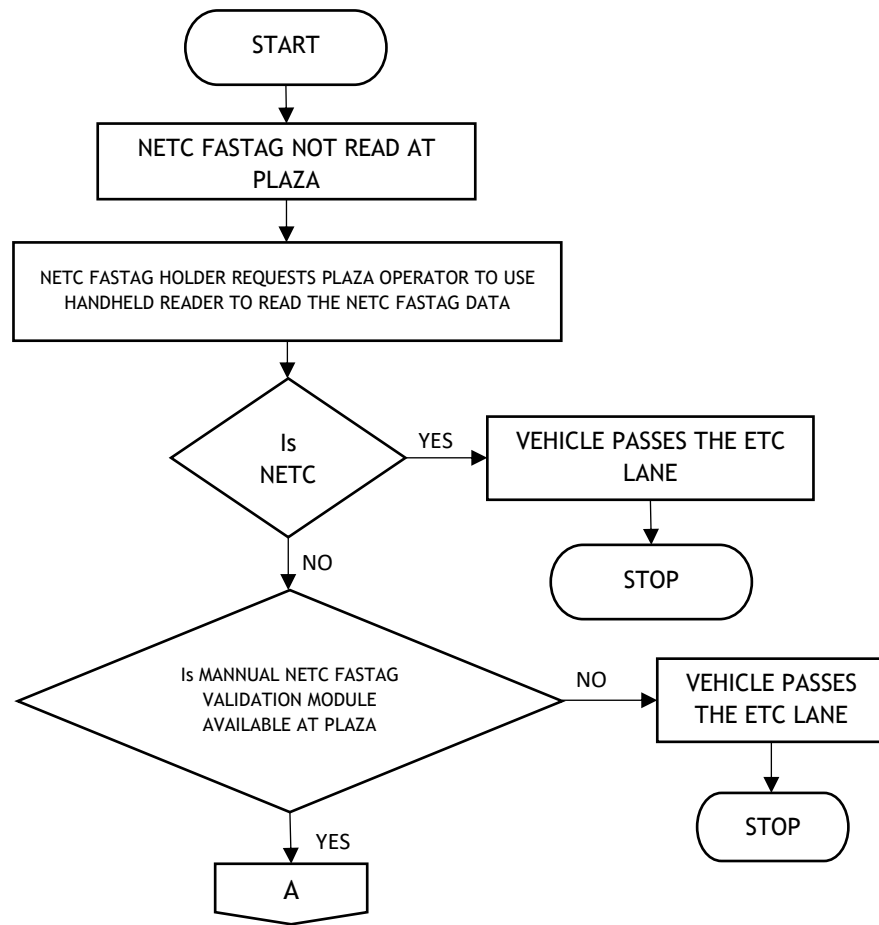 START
NETC FASTAG NOT READ AT
PLAZA
NETC FASTAG HOLDER REQUESTS PLAZA OPERATOR TO USE
HANDHELD READER TO READ THE NETC FASTAG DATA
Is
NETC
YES
VEHICLE PASSES THE ETC
LANE
STOP
NO
Is MANNUAL NETC FASTAG
VALIDATION MODULE
AVAILABLE AT PLAZA
NO
VEHICLE PASSES
THE ETC LANE
STOP
YES
A